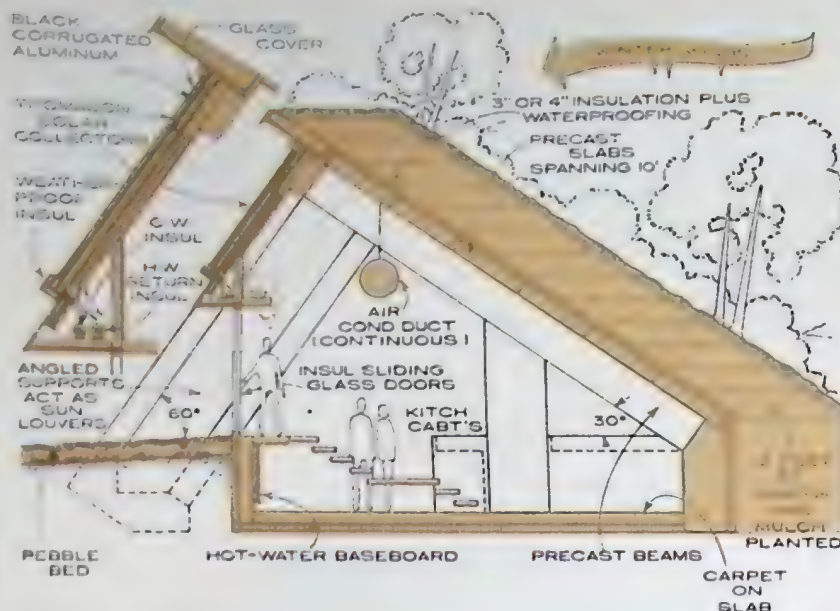 BLACK
CORRUGATED
ALUMINUM
GLASS
COVER
SOLAR
COLLECTION
WEATHER
PROOF
INSUL
C.W.
INSUL
H.W.
RETURN
INSUL
ANGLED
SUPPORTS
ACT AS
SUN
LOUVERS
60°
AIR
COND DUCT
(CONTINUOUS)
INSUL SLIDING
GLASS DOORS
KITCH
CABT'S
30°
3" OR 4" INSULATION PLUS
WATERPROOFING
PRECAST
SLABS
SPANNING 10'
PEBBLE
BED
HOT-WATER BASEBOARD
PRECAST BEAMS
MULCH
PLANTED
CARPET
ON
SLAB